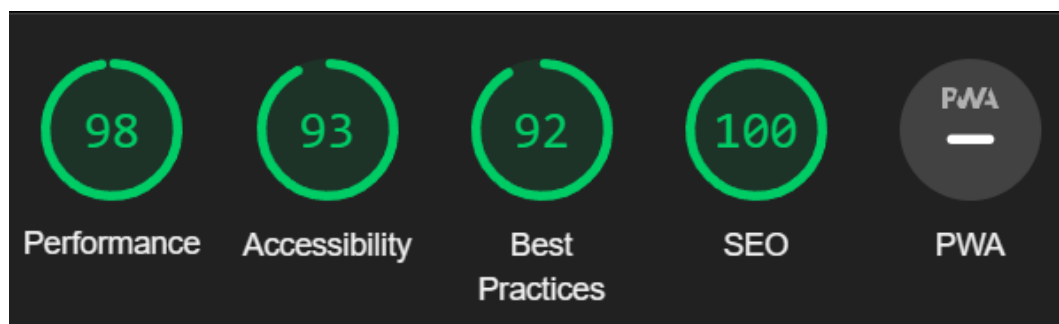 98
93
92
100
PWA
Performance
Accessibility
Best
Practices
SEO
PWA